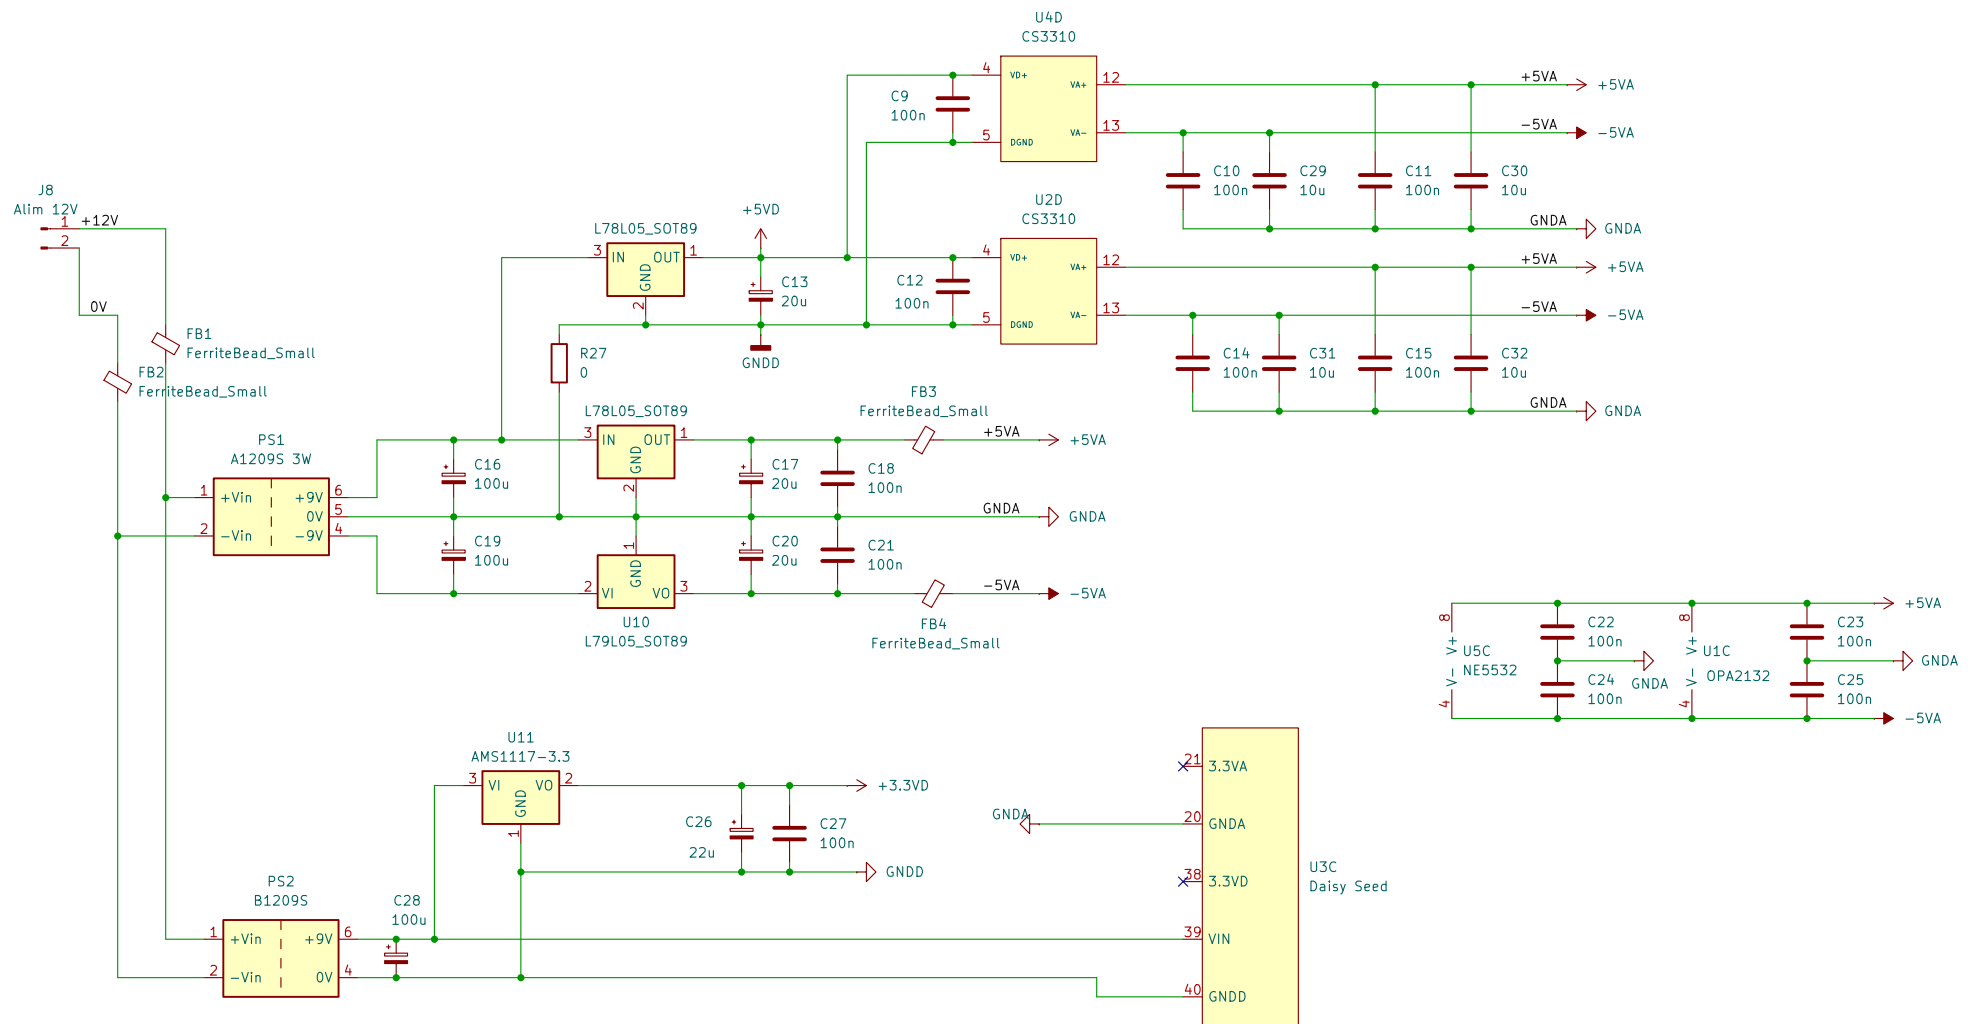 U4D
CS3310
4
VD+
VA+
12
+5VA
+5VA
C9
100n
5
DGND
VA-
13
-5VA
-5VA
C10
100n
C29
10u
C11
100n
C30
10u
GNDA
GNDA
J8
Alim 12V
1
+12V
2
0V
FB1
FerriteBead_Small
FB2
FerriteBead_Small
+5VD
L78L05_SOT89
3
IN
OUT
1
GND
2
C13
20u
GNDD
R27
0
U2D
CS3310
4
VD+
VA+
12
+5VA
+5VA
C12
100n
5
DGND
VA-
13
-5VA
-5VA
C14
100n
C31
10u
C15
100n
C32
10u
GNDA
GNDA
PS1
A1209S 3W
1
+Vin
+9V
6
0V
5
2
-Vin
-9V
4
C16
100u
C19
100u
L78L05_SOT89
3
IN
OUT
1
GND
2
C17
20u
C18
100n
FB3
FerriteBead_Small
+5VA
+5VA
GNDA
GNDA
1
GND
2
VI
VO
3
U10
L79L05_SOT89
C20
20u
C21
100n
-5VA
-5VA
FB4
FerriteBead_Small
8
V+
U5C
NE5532
V-
4
C22
100n
GNDA
C24
100n
8
V+
U1C
OPA2132
V-
4
C23
100n
C25
100n
+5VA
GNDA
-5VA
U11
AMS1117-3.3
3
VI
VO
2
GND
1
+3.3VD
C26
22u
C27
100n
GNDD
PS2
B1209S
1
+Vin
+9V
6
2
-Vin
0V
4
C28
100u
21
3.3VA
GNDA
20
GNDA
38
3.3VD
39
VIN
40
GNDD
U3C
Daisy Seed